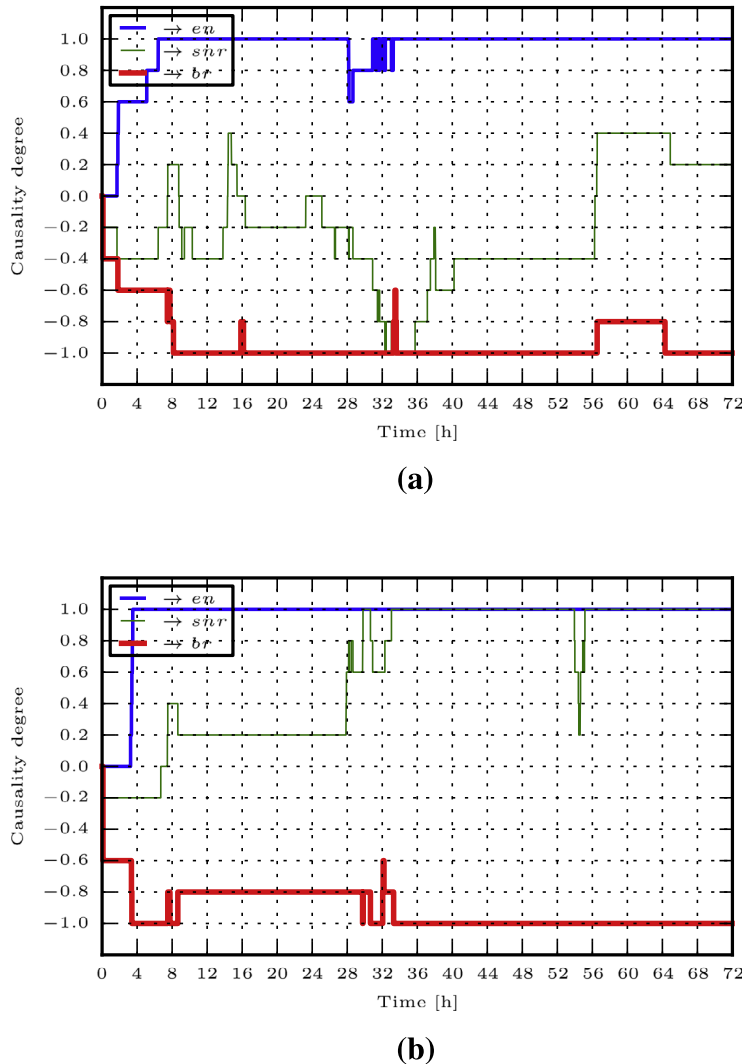 → en
→ snr
→ br
Causality degree
1.0
0.8
0.6
0.4
0.2
0.0
−0.2
−0.4
−0.6
−0.8
−1.0
0 4 8 12 16 20 24 28 32 36 40 44 48 52 56 60 64 68 72
Time [h]
(a)
→ en
→ snr
→ br
Causality degree
1.0
0.8
0.6
0.4
0.2
0.0
−0.2
−0.4
−0.6
−0.8
−1.0
0 4 8 12 16 20 24 28 32 36 40 44 48 52 56 60 64 68 72
Time [h]
(b)